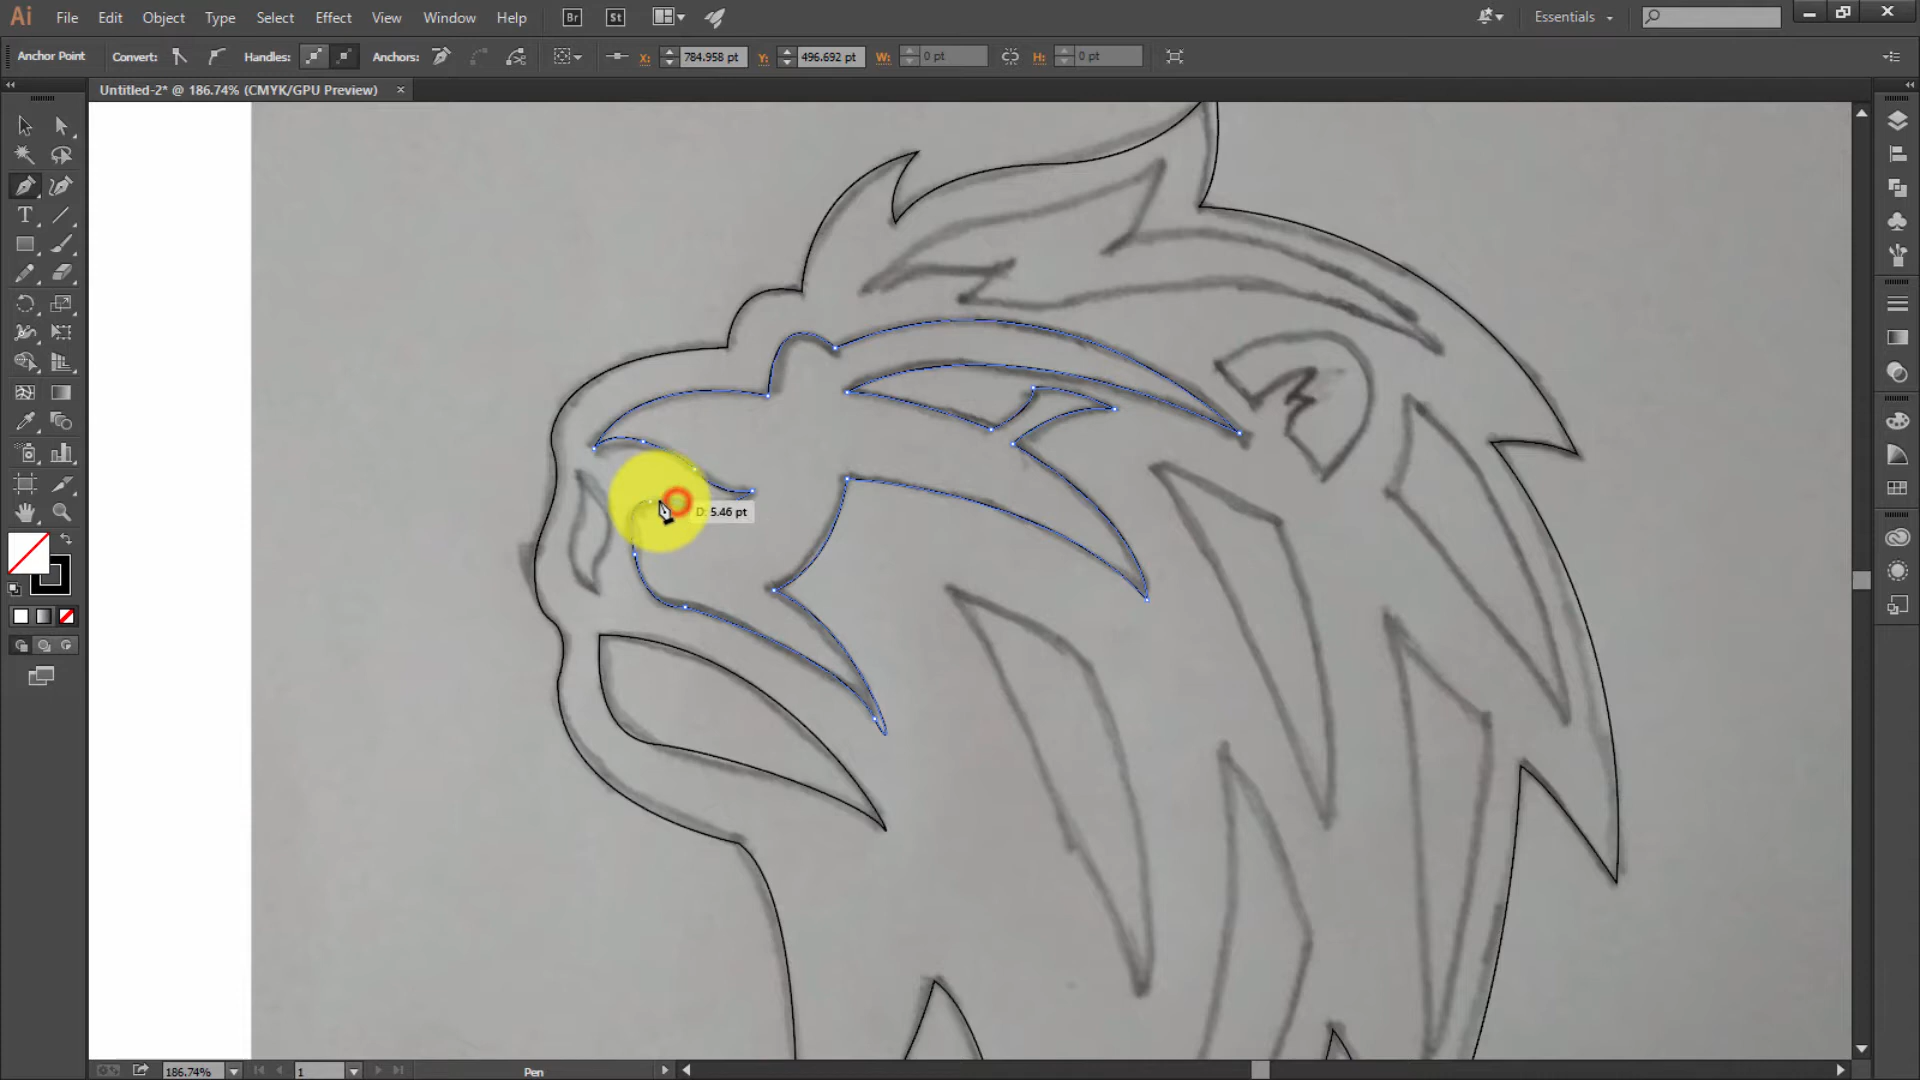 Ai File Edit Object Type Select Effect View Window Help Br St Essentials
Anchor Point Convert: Handles: Anchors: X: 784.958 pt Y: 496.692 pt W: 0 pt H: 0 pt
Untitled-2* @ 186.74% (CMYK/GPU Preview) ×
T
D: 5.46 pt
186.74% 1 Pen